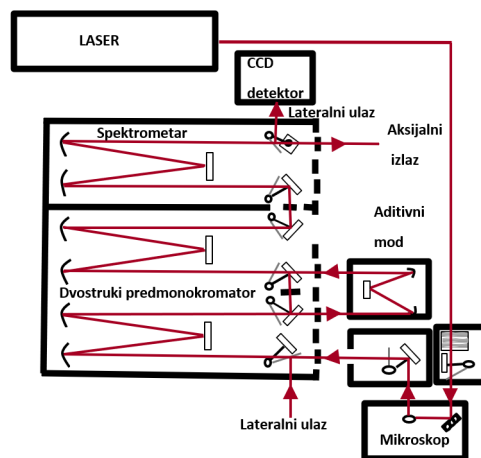 LASER
CCD
detektor
Lateralni ulaz
Spektrometar
Aksijalni
izlaz
Aditivni
mod
Dvostruki predmonokromator
Lateralni ulaz
Mikroskop